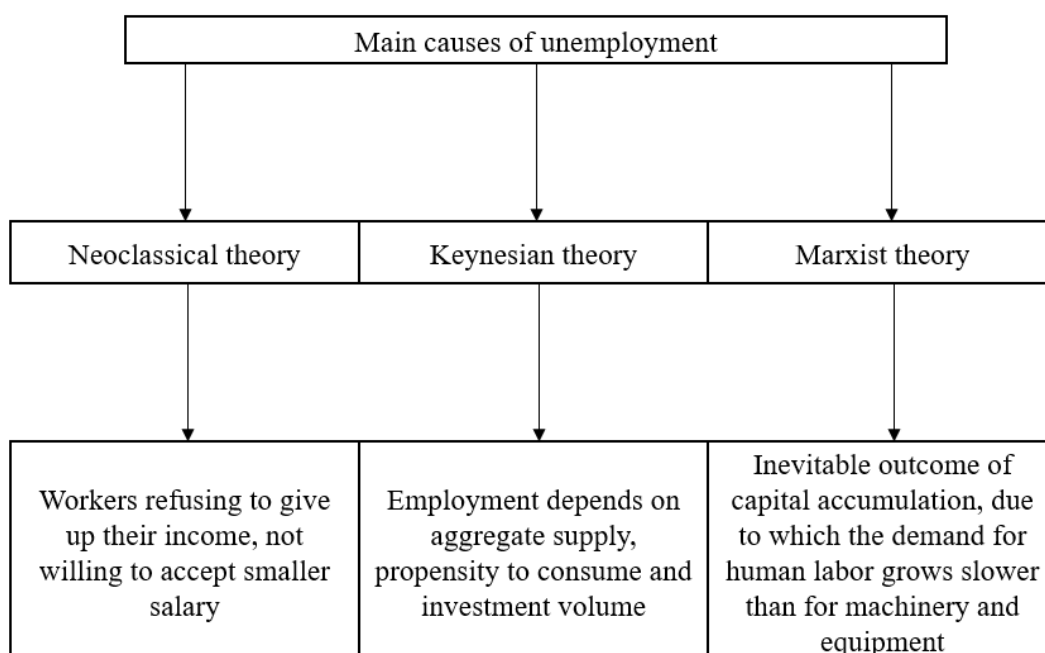 Main causes of unemployment
Neoclassical theory
Keynesian theory
Marxist theory
Workers refusing to give
up their income, not
willing to accept smaller
salary
Employment depends on
aggregate supply,
propensity to consume and
investment volume
Inevitable outcome of
capital accumulation, due
to which the demand for
human labor grows slower
than for machinery and
equipment